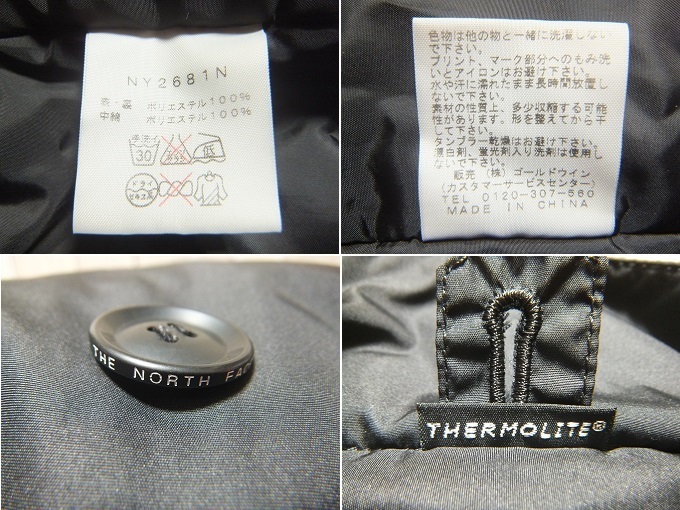 NY2681N
表・裏 ポリエステル100%
中綿 ポリエステル100%
30
低
ドライ
色物は他の物と一緒に洗濯しない
で下さい。
プリント、マーク部分へのもみ洗
いとアイロンはお避け下さい。
水や汗に濡れたまま長時間放置し
ないで下さい。
素材の性質上、多少収縮する可能
性があります。形を整えてから干
して下さい。
タンブラー乾燥はお避け下さい。
漂白剤、蛍光剤入り洗剤は使用し
ないで下さい。
販売 (株) ゴールドウイン
(カスタマーサービスセンター)
TEL 0120-307-560
MADE IN CHINA
THE NORTH FACE
THERMOLITE®